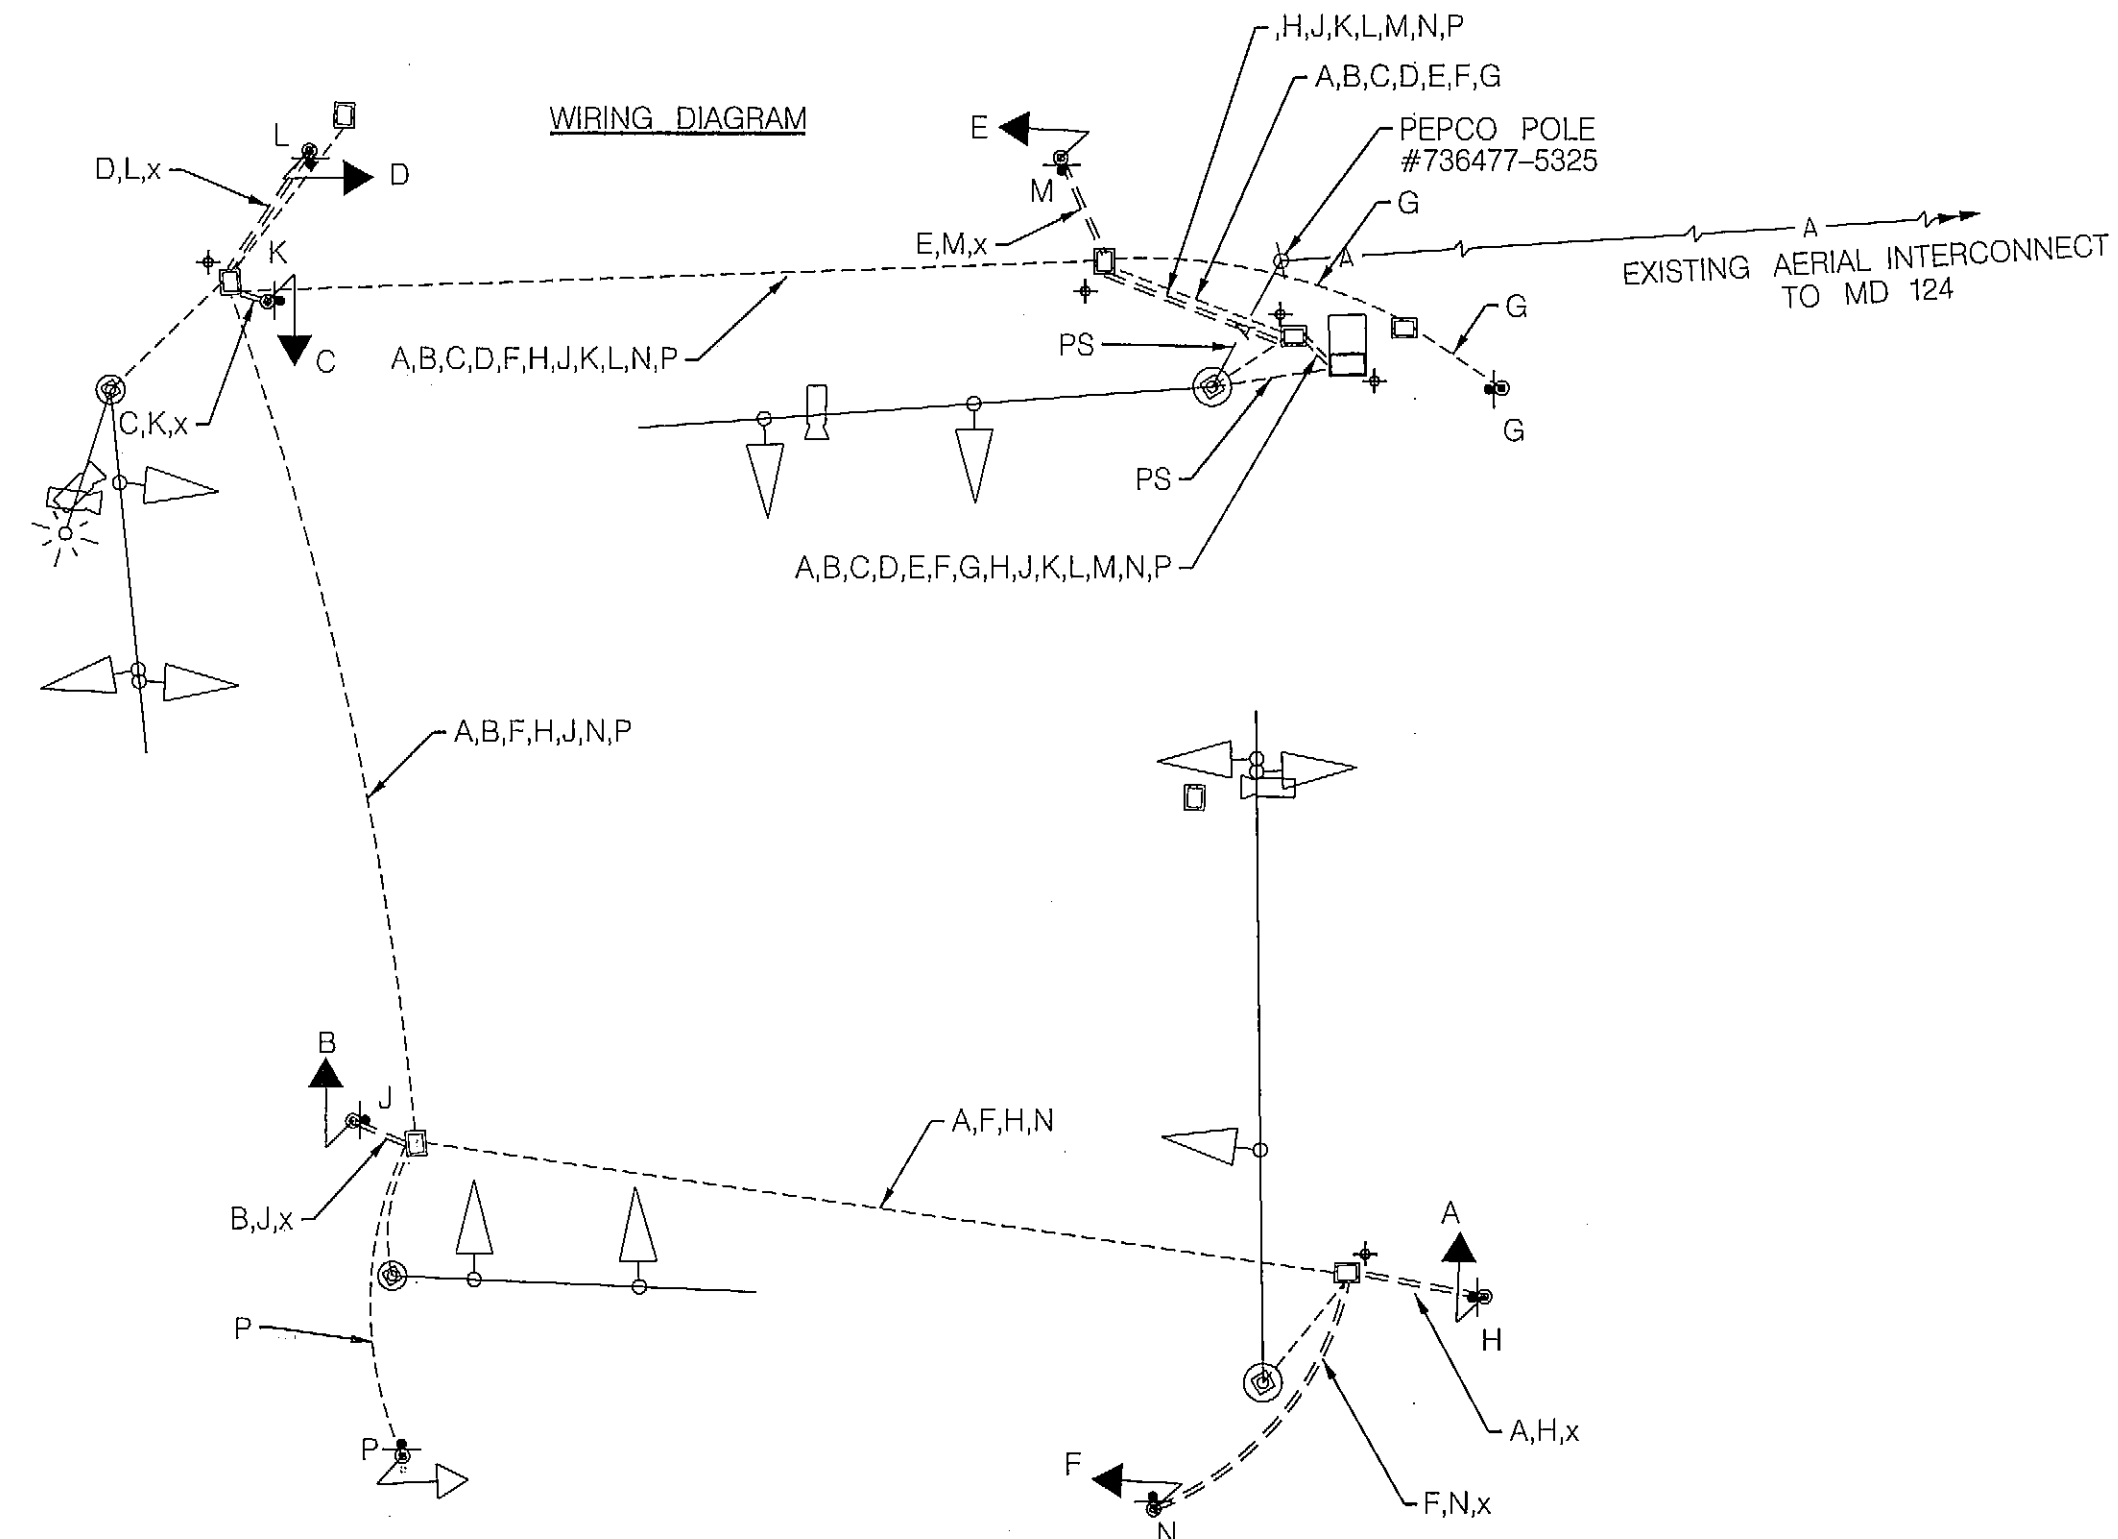 ,H,J,K,L,M,N,P
A,B,C,D,E,F,G
WIRING DIAGRAM
E
PEPCO POLE
#736477-5325
L
D,L,x
D
M
G
A
K
E,M,x
A
EXISTING AERIAL INTERCONNECT
TO MD 124
G
PS
C
A,B,C,D,F,H,J,K,L,N,P
C,K,x
G
PS
A,B,C,D,E,F,G,H,J,K,L,M,N,P
A,B,F,H,J,N,P
B
J
A,F,H,N
B,J,x
A
P
H
A,H,x
P
F
F,N,x
N